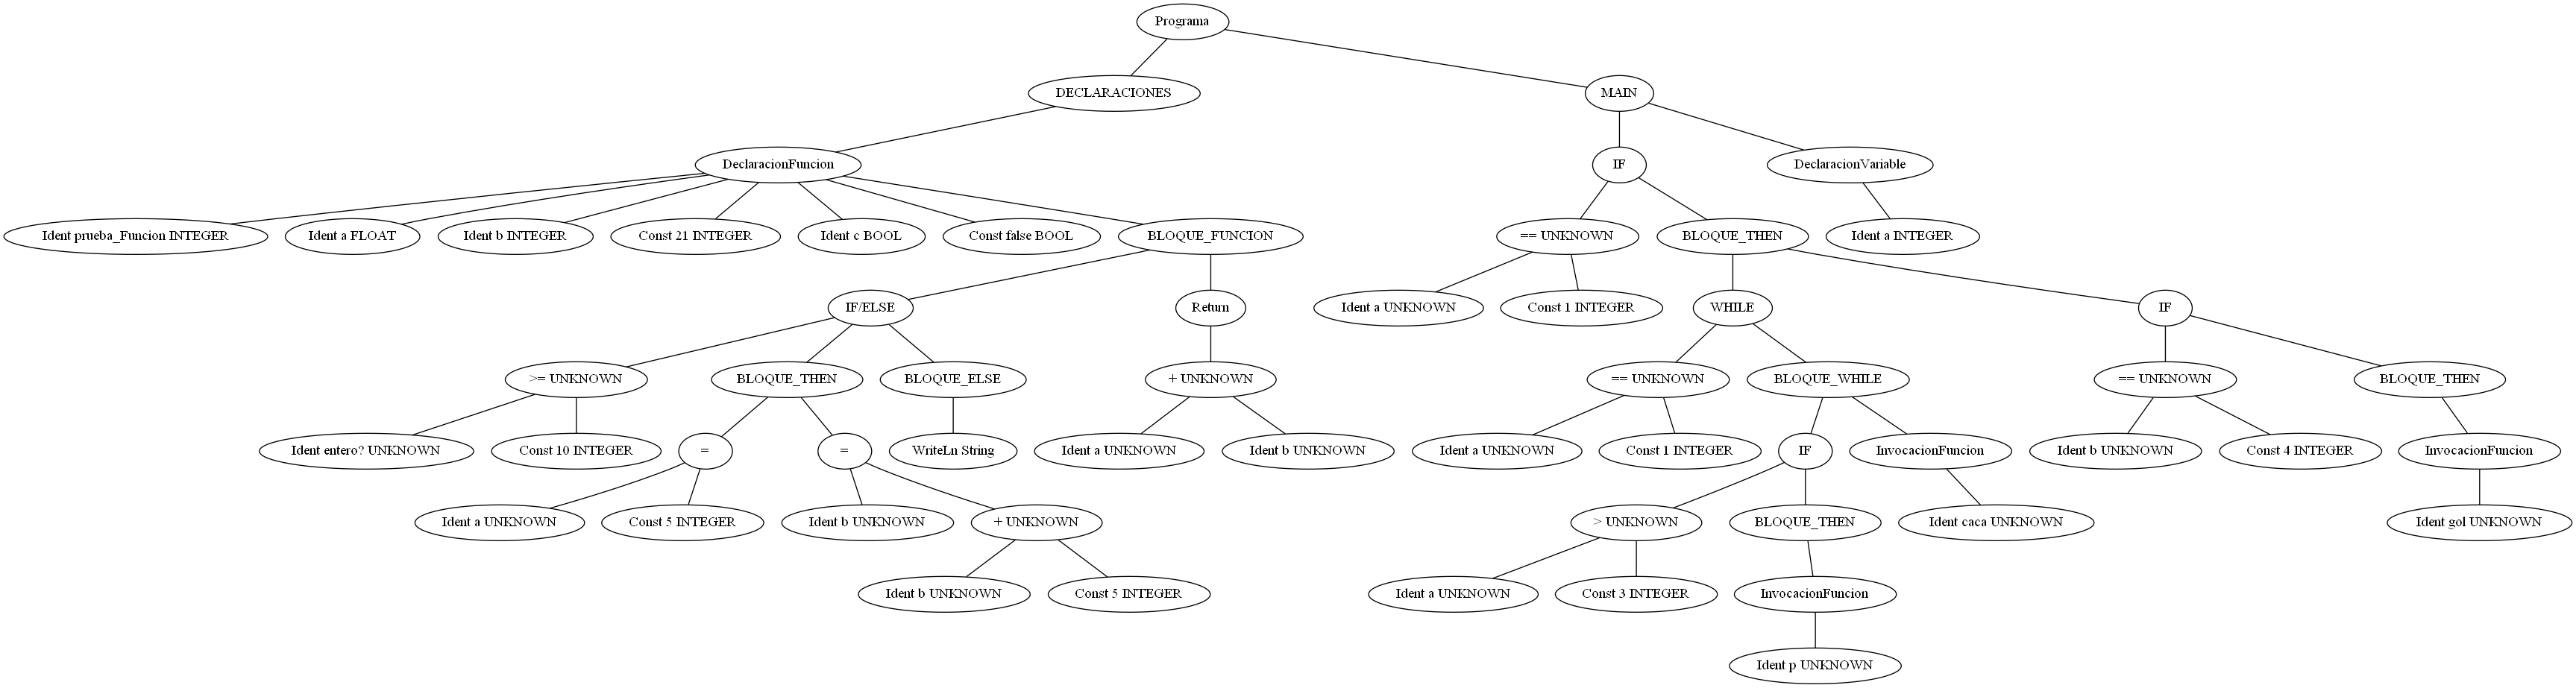 Programa
DECLARACIONES
MAIN
DeclaracionFuncion
IF
DeclaracionVariable
Ident prueba_Funcion INTEGER
Ident a FLOAT
Ident b INTEGER
Const 21 INTEGER
Ident c BOOL
Const false BOOL
BLOQUE_FUNCION
== UNKNOWN
BLOQUE_THEN
Ident a INTEGER
IF/ELSE
Return
Ident a UNKNOWN
Const 1 INTEGER
WHILE
IF
>= UNKNOWN
BLOQUE_THEN
BLOQUE_ELSE
+ UNKNOWN
== UNKNOWN
BLOQUE_WHILE
== UNKNOWN
BLOQUE_THEN
Ident entero? UNKNOWN
Const 10 INTEGER
=
=
WriteLn String
Ident a UNKNOWN
Ident b UNKNOWN
Ident a UNKNOWN
Const 1 INTEGER
IF
InvocacionFuncion
Ident b UNKNOWN
Const 4 INTEGER
InvocacionFuncion
Ident a UNKNOWN
Const 5 INTEGER
Ident b UNKNOWN
+ UNKNOWN
> UNKNOWN
BLOQUE_THEN
Ident caca UNKNOWN
Ident gol UNKNOWN
Ident b UNKNOWN
Const 5 INTEGER
Ident a UNKNOWN
Const 3 INTEGER
InvocacionFuncion
Ident p UNKNOWN